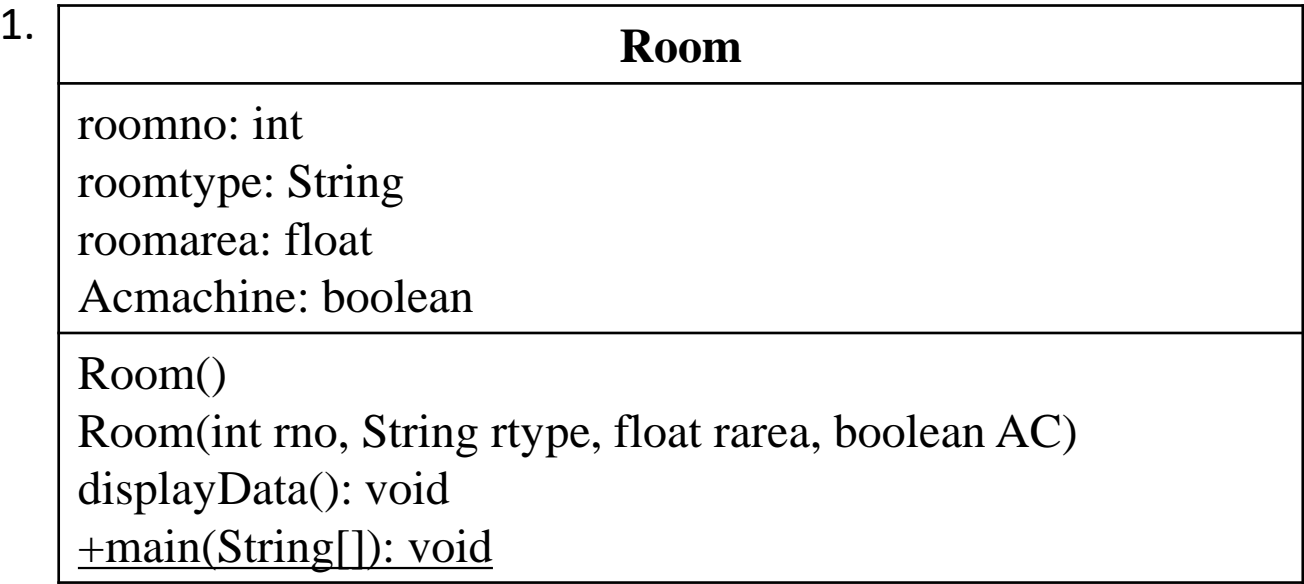 1.
Room
roomno: int
roomtype: String
roomarea: float
Acmachine: boolean
Room()
Room(int rno, String rtype, float rarea, boolean AC)
displayData(): void
+main(String[]): void